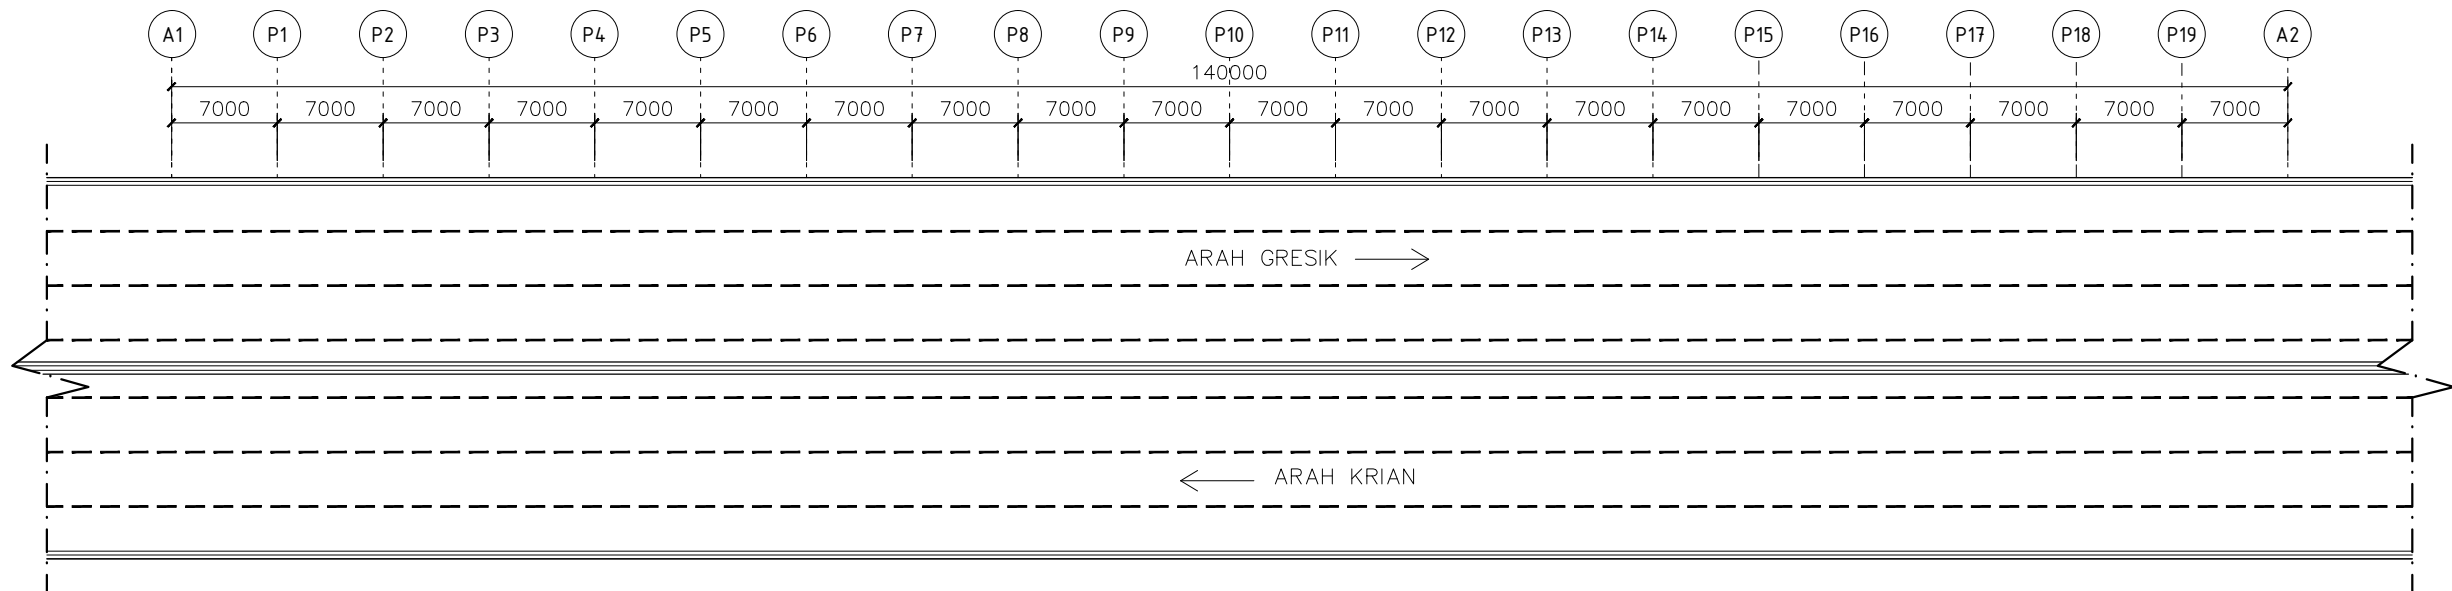 A1 P1 P2 P3 P4 P5 P6 P7 P8 P9 P10 P11 P12 P13 P14 P15 P16 P17 P18 P19 A2
140000
7000 7000 7000 7000 7000 7000 7000 7000 7000 7000 7000 7000 7000 7000 7000 7000 7000 7000 7000 7000
ARAH GRESIK
ARAH KRIAN